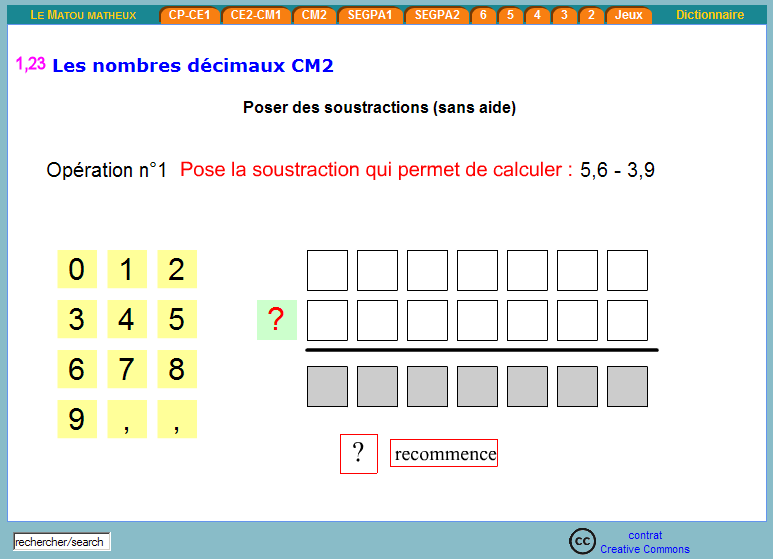 LE MATOU MATHEUX CP-CE1 CE2-CM1 CM2 SEGPA1 SEGPA2 6 5 4 3 2 Jeux Dictionnaire
1,23 Les nombres décimaux CM2
Poser des soustractions (sans aide)
Opération n°1 Pose la soustraction qui permet de calculer : 5,6 - 3,9
0 1 2
3 4 5 ?
6 7 8
9 , ,
? recommence
rechercher/search
cc contrat
Creative Commons